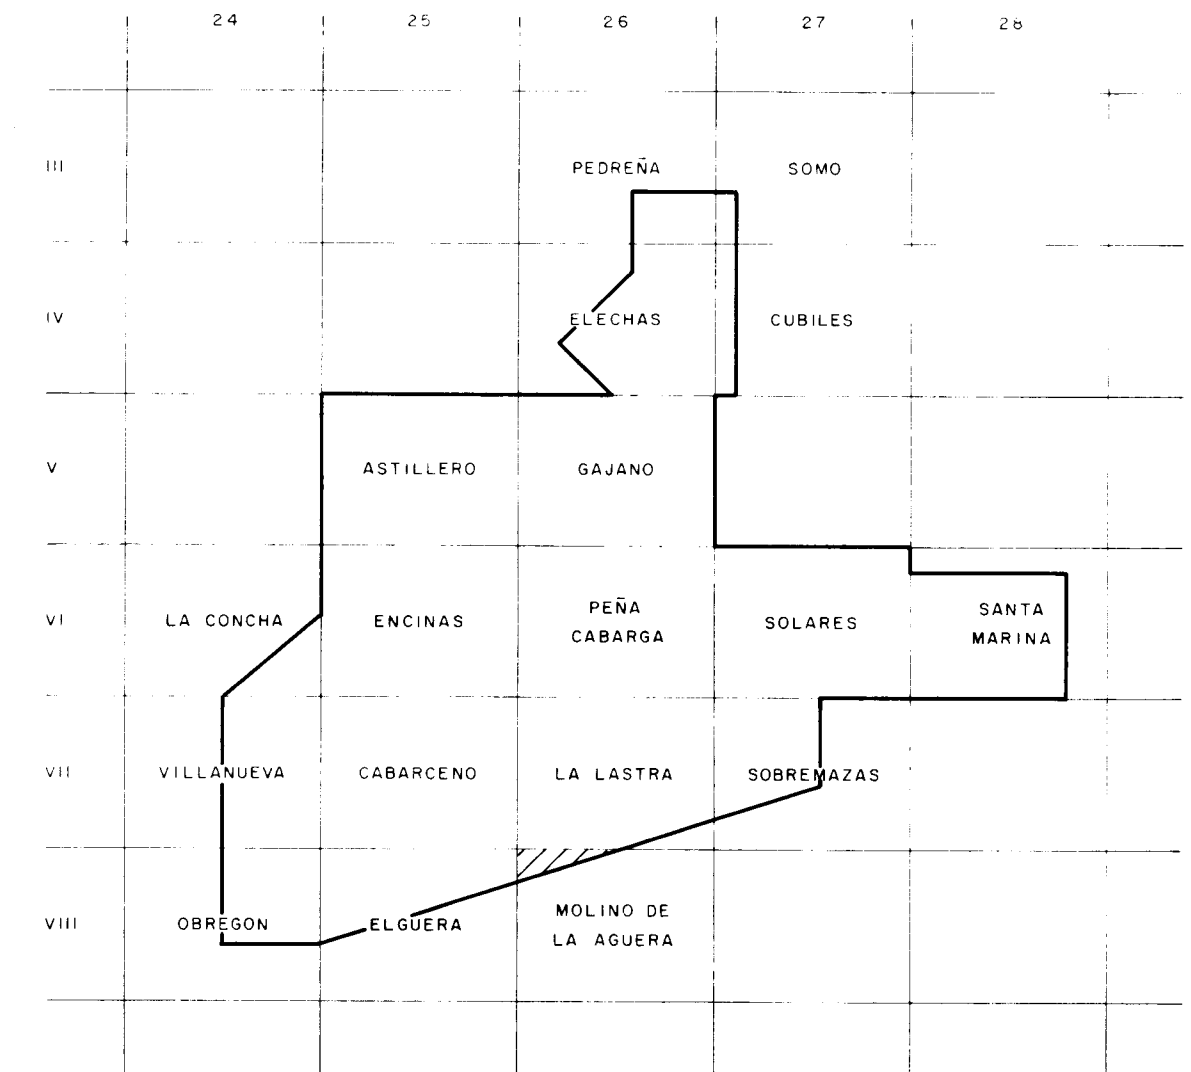 24 25 26 27 28
III PEDREÑA SOMO
IV ELECHAS CUBILES
V ASTILLERO GAJANO
VI LA CONCHA ENCINAS PEÑA CABARGA SOLARES SANTA MARINA
VII VILLANUEVA CABARCENO LA LASTRA SOBREMAZAS
VIII OBREGON ELGUERA MOLINO DE LA AGUERA